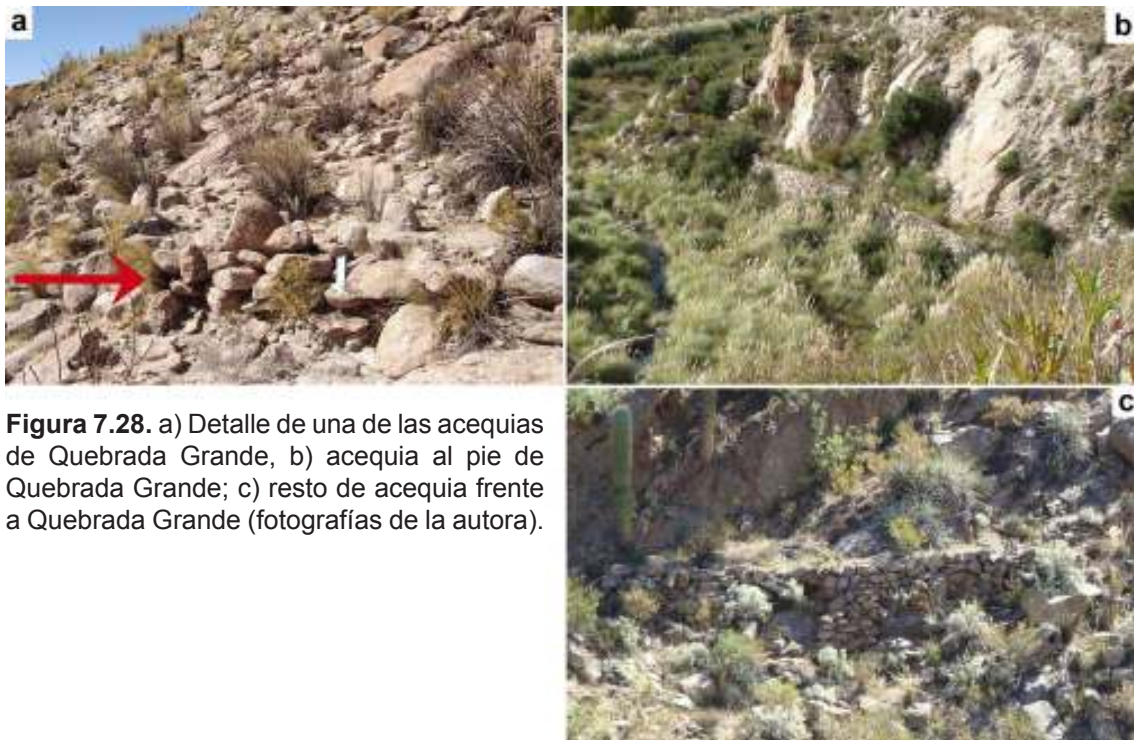 a
b
c
Figura 7.28. a) Detalle de una de las acequias
de Quebrada Grande, b) acequia al pie de
Quebrada Grande; c) resto de acequia frente
a Quebrada Grande (fotografías de la autora).